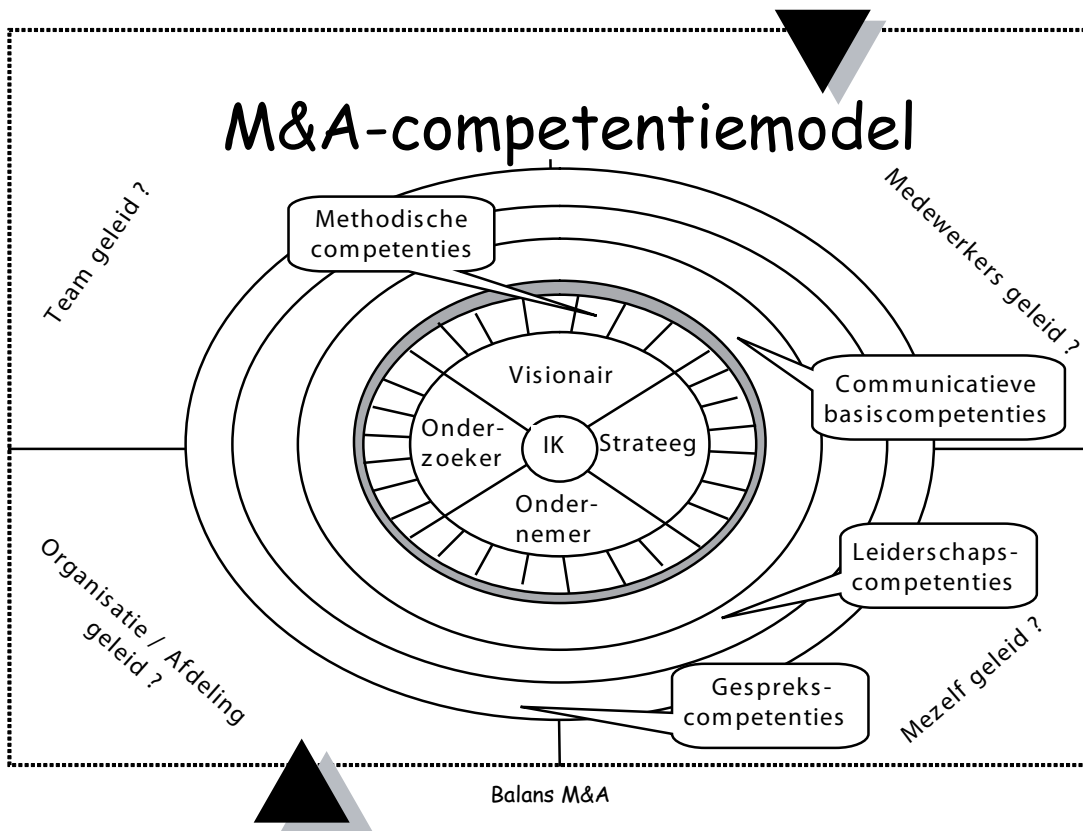 M&A-competentiemodel
Team geleid ?
Medewerkers geleid ?
Methodische
competenties
Communicatieve
basiscompetenties
Visionair
Onder-
zoeker
IK
Strateeg
Onder-
nemer
Leiderschaps-
competenties
Organisatie / Afdeling
geleid ?
Mezelf geleid ?
Gespreks-
competenties
Balans M&A